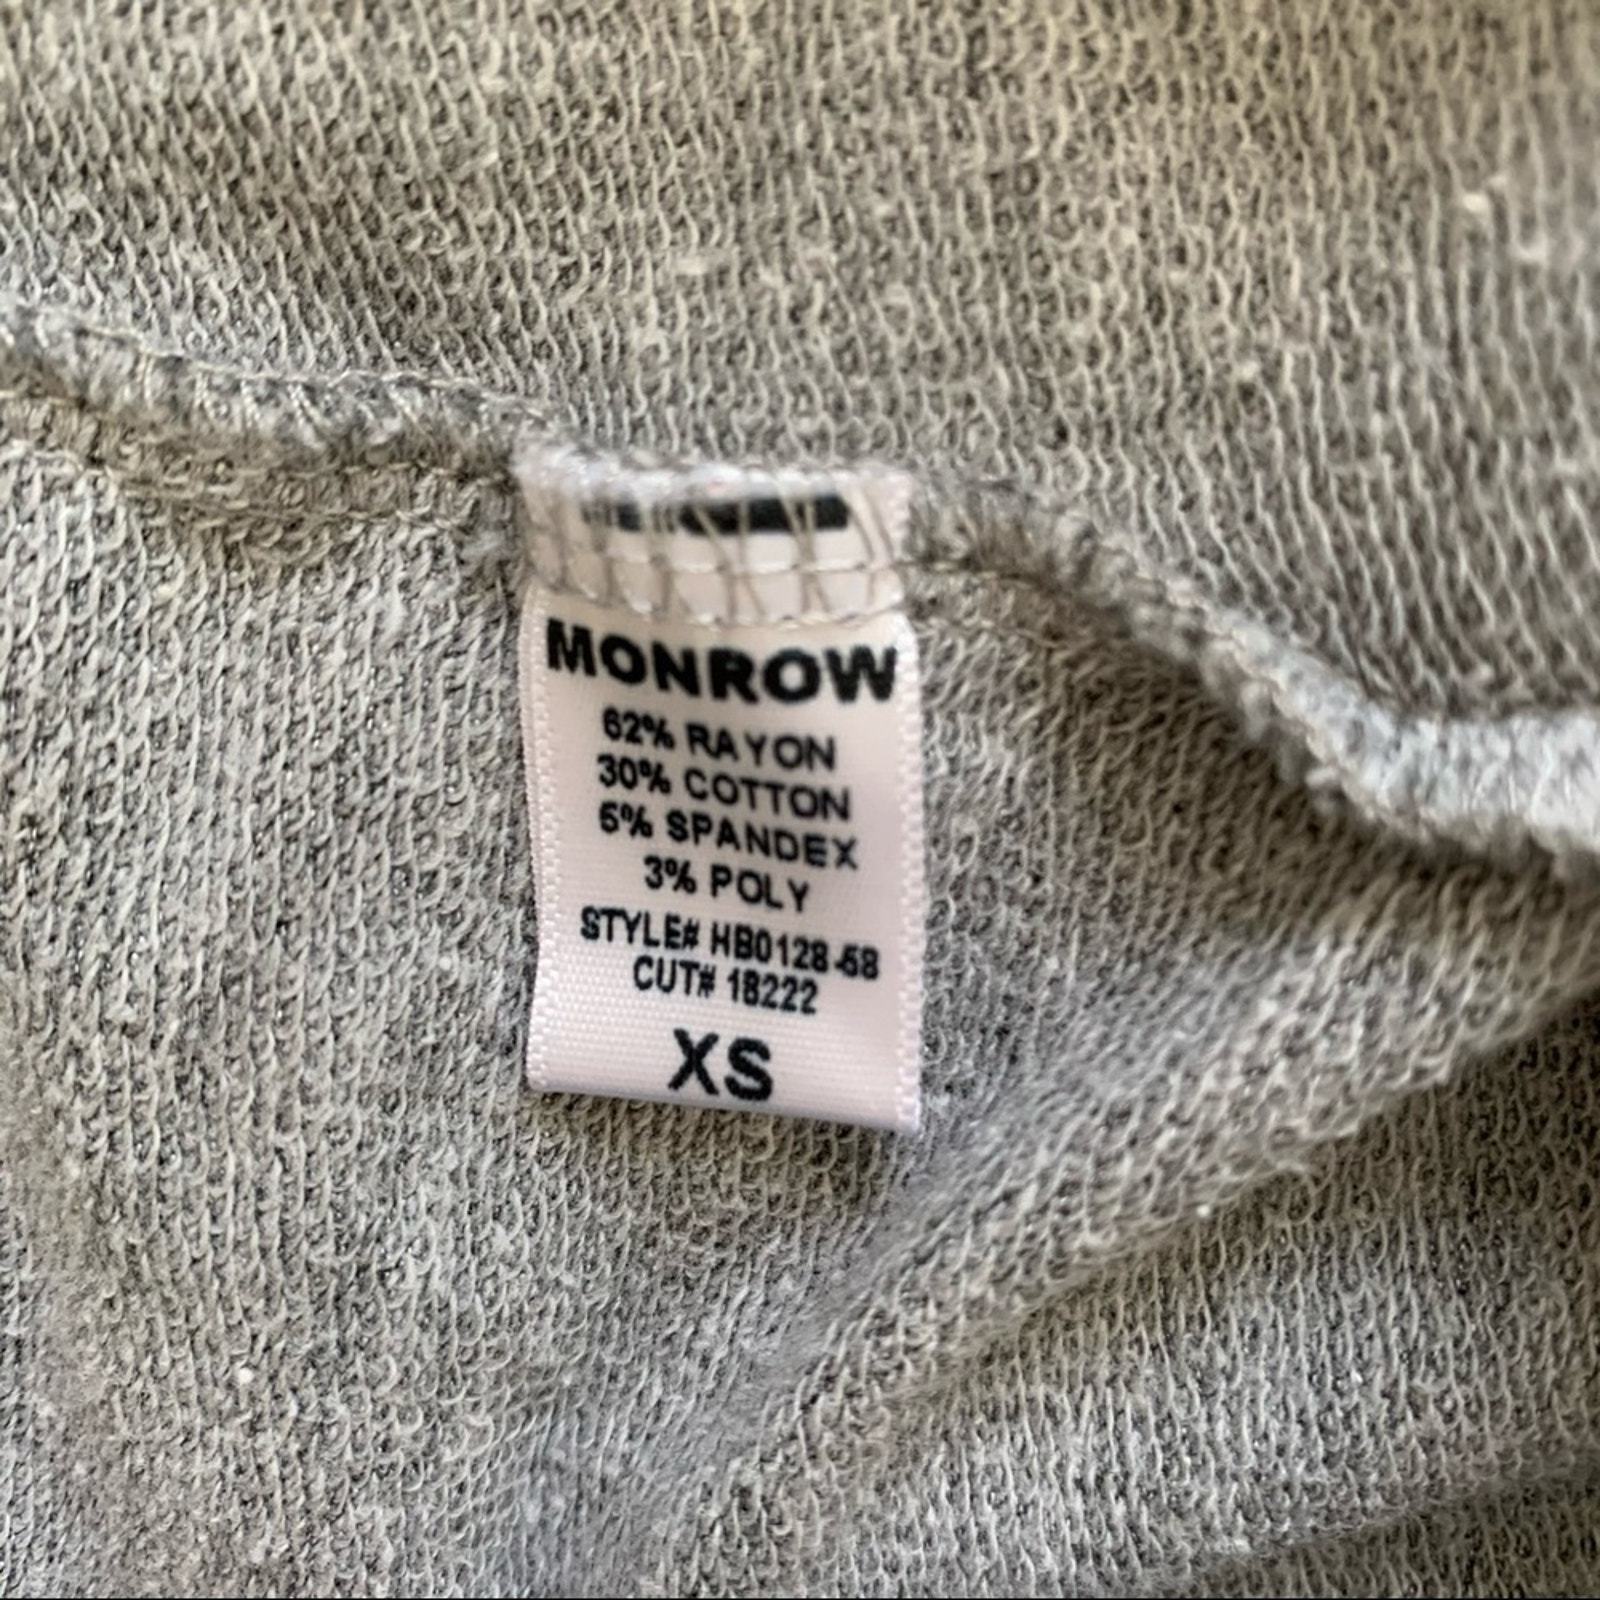 MONROW
62% RAYON
30% COTTON
5% SPANDEX
3% POLY
STYLE# HB0128-58
CUT# 18222
XS